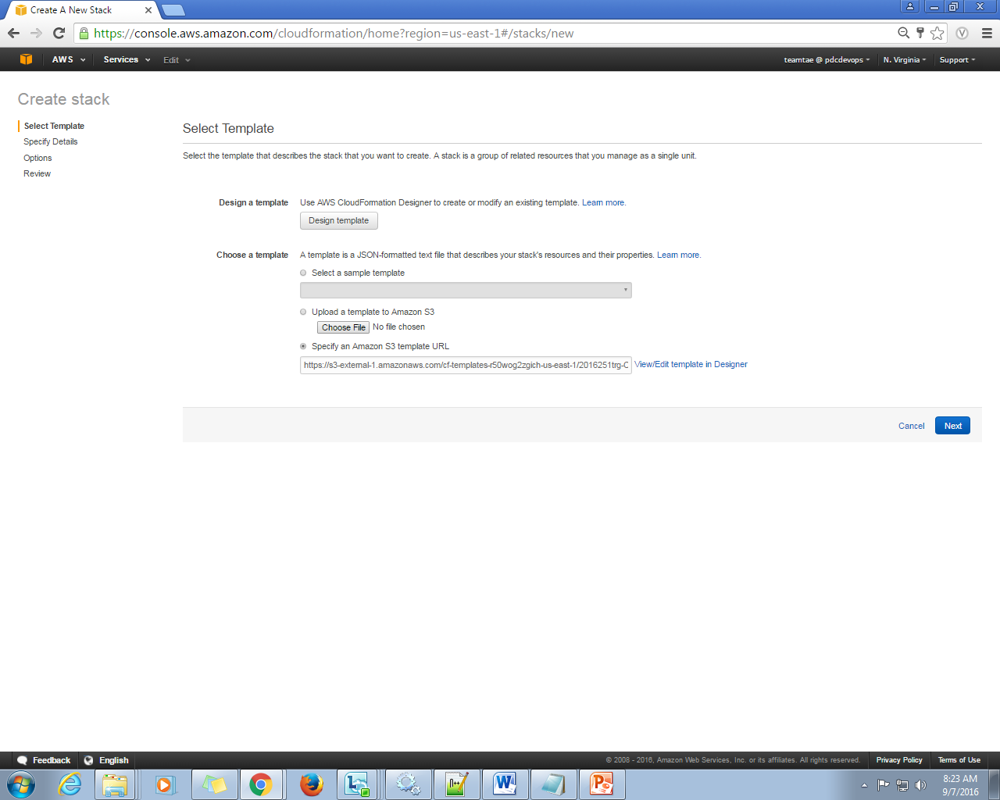 Create A New Stack
https://console.aws.amazon.com/cloudformation/home?region=us-east-1#/stacks/new
AWS Services Edit teamtae @ pdcdevops N. Virginia Support
Create stack
Select Template
Specify Details
Options
Review
Select Template
Select the template that describes the stack that you want to create. A stack is a group of related resources that you manage as a single unit.
Design a template Use AWS CloudFormation Designer to create or modify an existing template. Learn more.
Design template
Choose a template A template is a JSON-formatted text file that describes your stack's resources and their properties. Learn more.
Select a sample template
Upload a template to Amazon S3
Choose File No file chosen
Specify an Amazon S3 template URL
https://s3-external-1.amazonaws.com/cf-templates-r50wog2zgich-us-east-1/2016251trg-C View/Edit template in Designer
Cancel Next
Feedback English © 2008 - 2016, Amazon Web Services, Inc. or its affiliates. All rights reserved. Privacy Policy Terms of Use
8:23 AM
9/7/2016